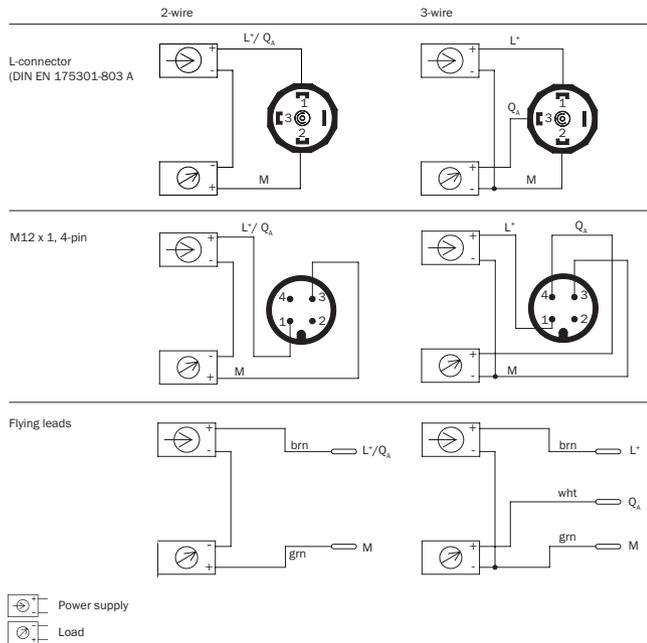 2-wire 3-wire
L-connector
(DIN EN 175301-803 A
+ L⁺/ Q_A + L⁺
- -
1 1
3 3
2 2
Q_A
- +
+ M - M
M12 x 1, 4-pin
+ L⁺/ Q_A + L⁺ Q_A
- -
4 3 4 3
1 2 1 2
- +
+ M - M
Flying leads
+ brn L⁺/Q_A + brn L⁺
- -
wht Q_A
- +
+ grn M - grn M
+
- Power supply
-
+ Load